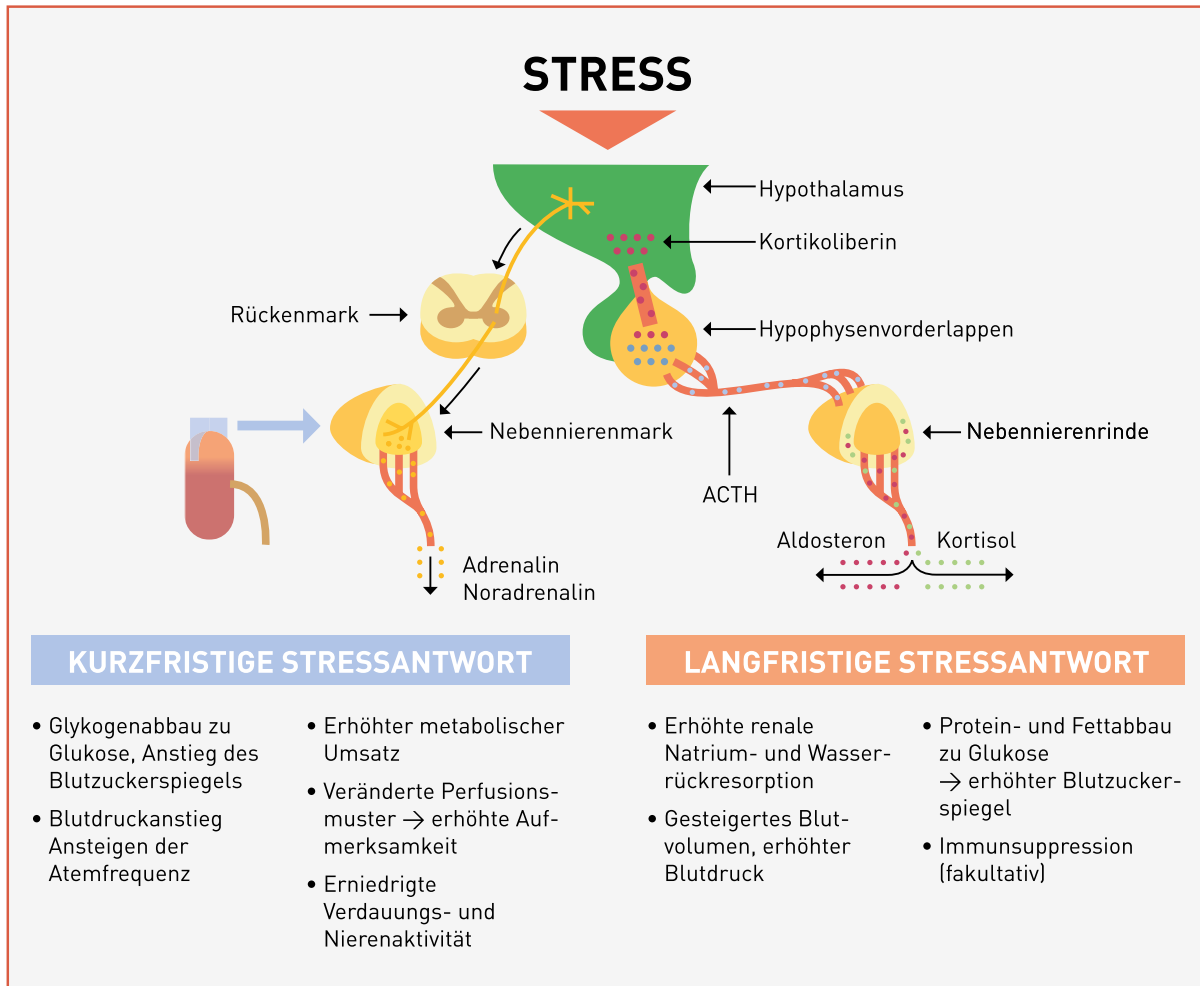 STRESS
Hypothalamus
Kortikoliberin
Rückenmark
Hypophysenvorderlappen
Nebennierenmark
Nebennierenrinde
ACTH
Aldosteron
Kortisol
Adrenalin
Noradrenalin
KURZFRISTIGE STRESSANTWORT
• Glykogenabbau zu
Glukose, Anstieg des
Blutzuckerspiegels
• Blutdruckanstieg
Ansteigen der
Atemfrequenz
• Erhöhter metabolischer
Umsatz
• Veränderte Perfusions-
muster → erhöhte Auf-
merksamkeit
• Erniedrigte
Verdauungs- und
Nierenaktivität
LANGFRISTIGE STRESSANTWORT
• Erhöhte renale
Natrium- und Wasser-
rückresorption
• Gesteigertes Blut-
volumen, erhöhter
Blutdruck
• Protein- und Fettabbau
zu Glukose
→ erhöhter Blutzucker-
spiegel
• Immunsuppression
(fakultativ)